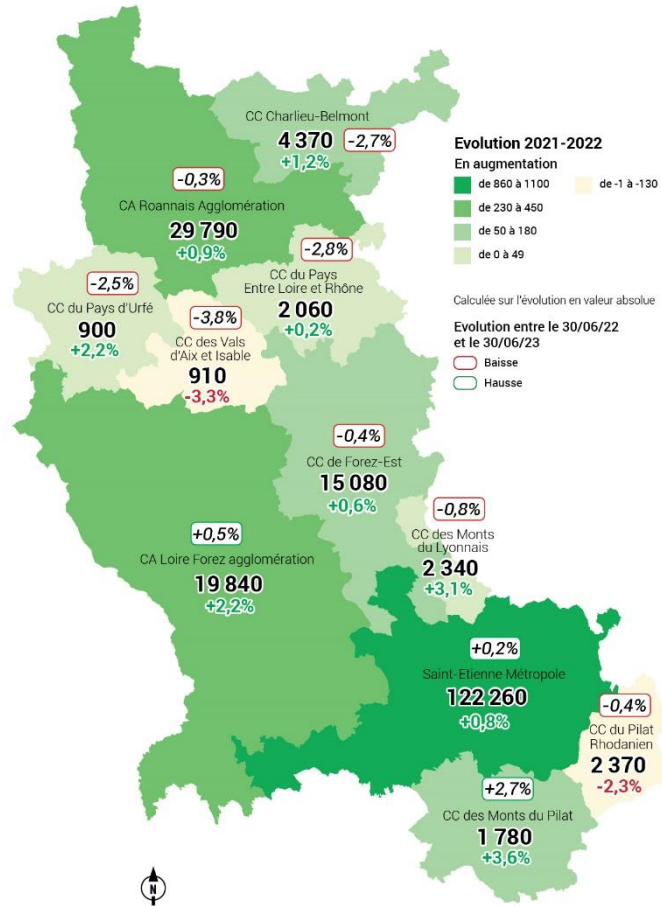 CC Charlieu-Belmont
4 370 -2,7%
+1,2%
Evolution 2021-2022
En augmentation
de 860 à 1100 de -1 à -130
de 230 à 450
de 50 à 180
de 0 à 49
Calculée sur l'évolution en valeur absolue
Evolution entre le 30/06/22
et le 30/06/23
Baisse
Hausse
-0,3%
CA Roannais Agglomération
29 790
+0,9%
-2,8%
CC du Pays
Entre Loire et Rhône
2 060
+0,2%
-2,5%
CC du Pays d'Urfé
900
+2,2%
-3,8%
CC des Vals
d'Aix et Isable
910
-3,3%
-0,4%
CC de Forez-Est
15 080
+0,6%
-0,8%
CC des Monts
du Lyonnais
2 340
+3,1%
+0,5%
CA Loire Forez agglomération
19 840
+2,2%
+0,2%
Saint-Etienne Métropole
122 260
+0,8%
-0,4%
CC du Pilat
Rhodanien
2 370
-2,3%
+2,7%
CC des Monts du Pilat
1 780
+3,6%
N